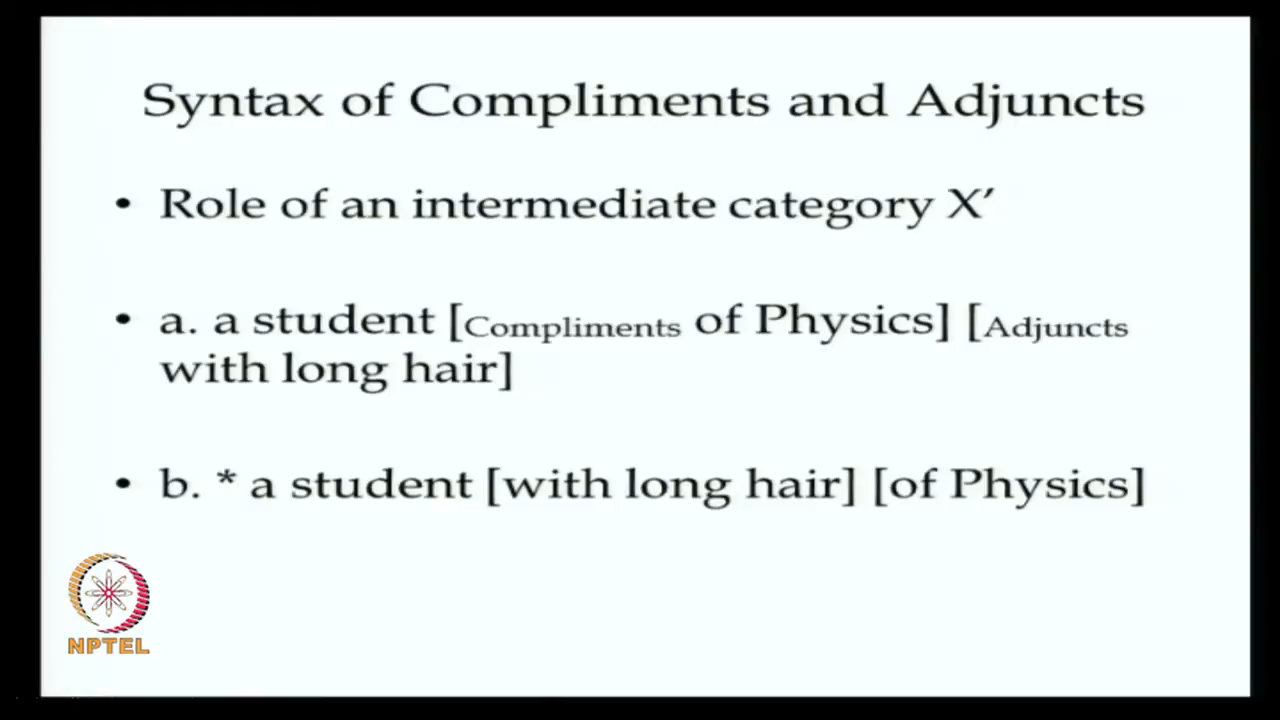 Syntax of Compliments and Adjuncts
• Role of an intermediate category X′
• a. a student [Compliments of Physics] [Adjuncts
with long hair]
• b. * a student [with long hair] [of Physics]
NPTEL